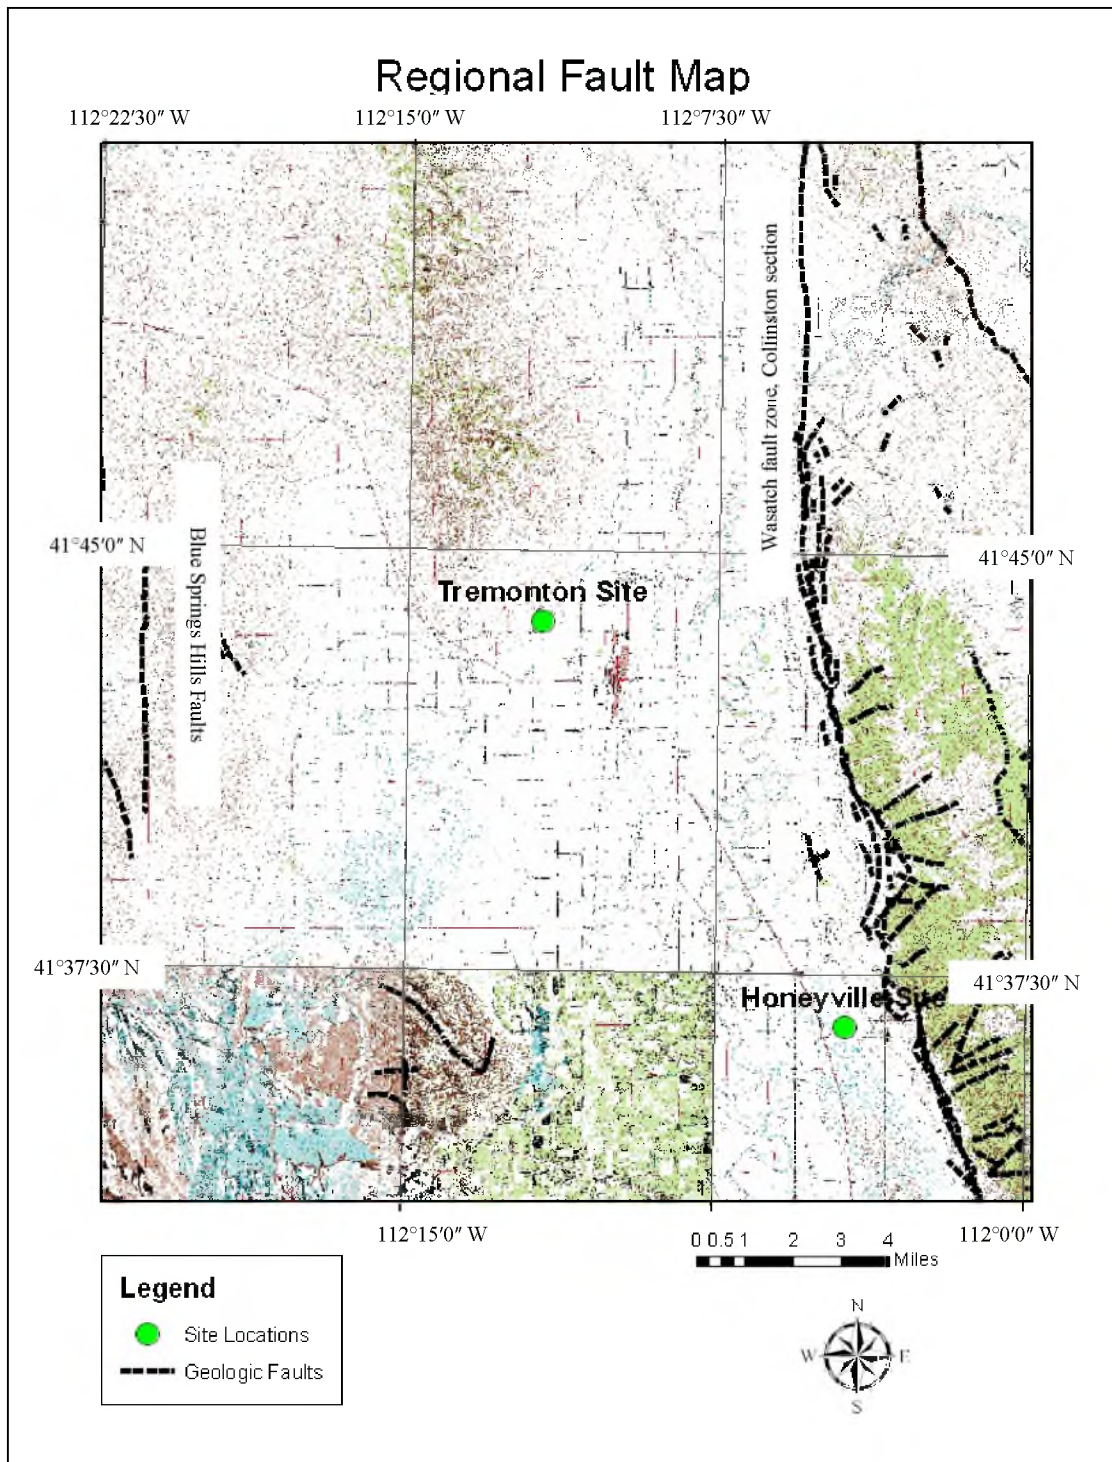 Regional Fault Map
112°22'30" W
112°15'0" W
112°7'30" W
Wasatch fault zone, Collinston section
Blue Springs Hills Faults
41°45'0" N
41°45'0" N
Tremonton Site
41°37'30" N
41°37'30" N
Honeyville Site
112°15'0" W
112°0'0" W
0 0.5 1 2 3 4
Miles
Legend
Site Locations
Geologic Faults
N
W E
S